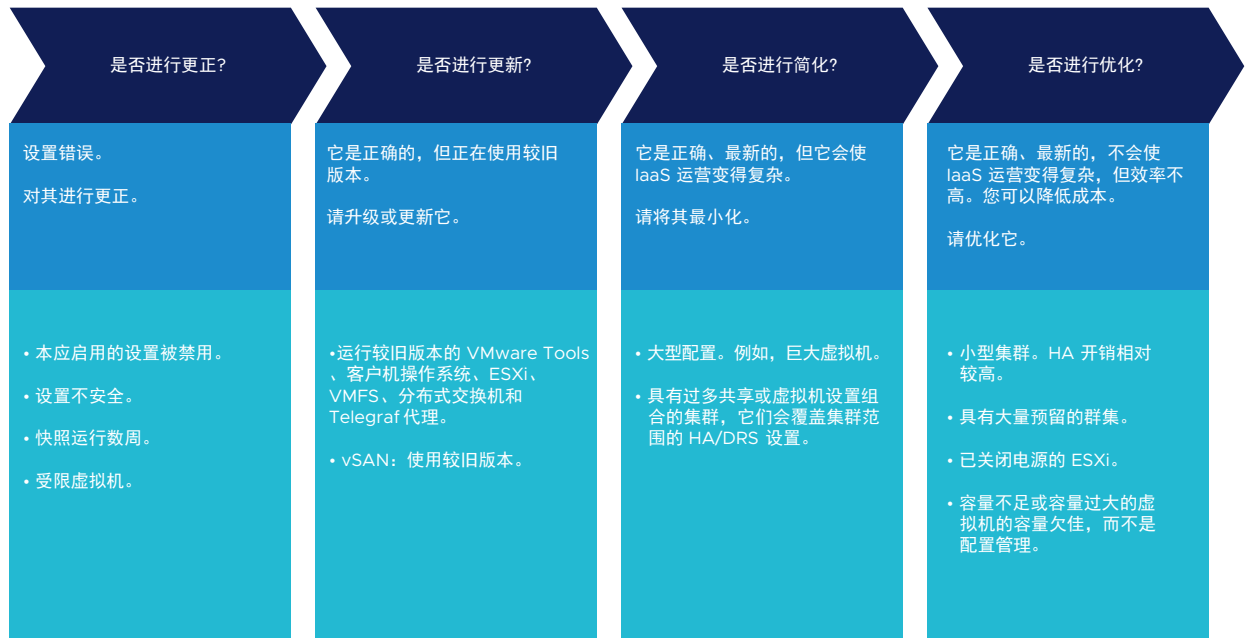 是否进行更正?
是否进行更新?
是否进行简化?
是否进行优化?
设置错误。
对其进行更正。
它是正确的，但正在使用较旧
版本。
请升级或更新它。
它是正确、最新的，但它会使
IaaS 运营变得复杂。
请将其最小化。
它是正确、最新的，不会使
IaaS 运营变得复杂，但效率不
高。您可以降低成本。
请优化它。
• 本应启用的设置被禁用。
• 设置不安全。
• 快照运行数周。
• 受限虚拟机。
•运行较旧版本的 VMware Tools
、客户机操作系统、ESXi、
VMFS、分布式交换机和
Telegraf 代理。
• vSAN：使用较旧版本。
• 大型配置。例如，巨大虚拟机。
• 具有过多共享或虚拟机设置组
合的集群，它们会覆盖集群范
围的 HA/DRS 设置。
• 小型集群。HA 开销相对
较高。
• 具有大量预留的群集。
• 已关闭电源的 ESXi。
• 容量不足或容量过大的虚
拟机的容量欠佳，而不是
配置管理。